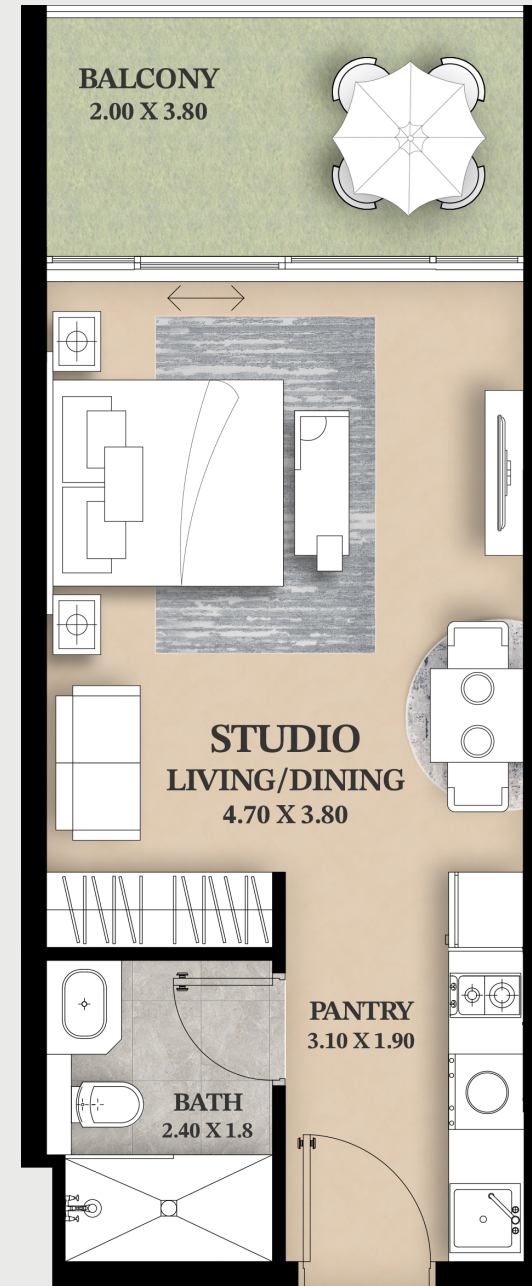 BALCONY
2.00 X 3.80
STUDIO
LIVING/DINING
4.70 X 3.80
PANTRY
3.10 X 1.90
BATH
2.40 X 1.8